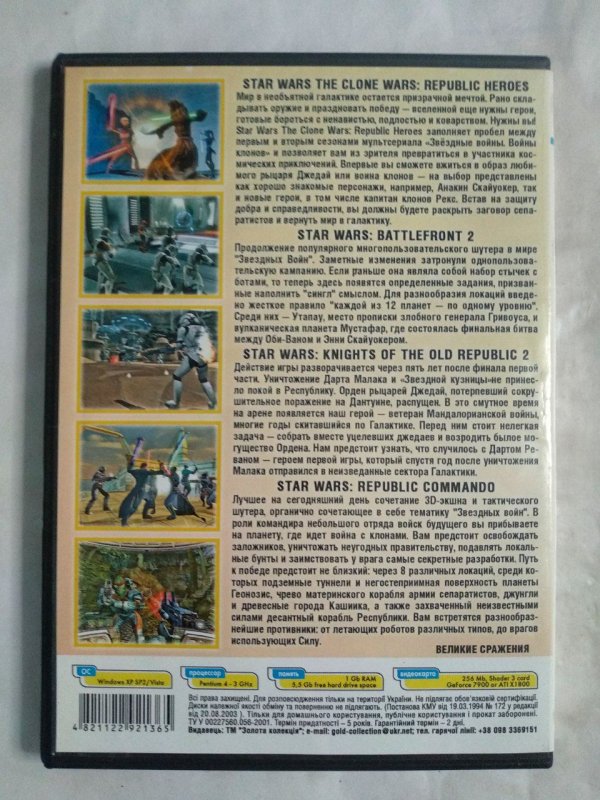 STAR WARS THE CLONE WARS: REPUBLIC HEROES
Мир в необъятной галактике остается призрачной мечтой. Рано скла-
дывать оружие и праздновать победу — вселенной еще нужны герои,
готовые бороться с ненавистью, подлостью и коварством. Нужны вы!
Star Wars The Clone Wars: Republic Heroes заполняет пробел между
первым и вторым сезонами мультсериала «Звёздные войны. Войны
клонов» и позволяет вам из зрителя превратиться в участника кос-
мических приключений. Впервые вы сможете вжиться в образ люби-
мого рыцаря Джедай или воина клонов — на выбор представлены
как хорошо знакомые персонажи, например, Анакин Скайуокер, так
и новые герои, в том числе капитан клонов Рекс. Встав на защиту
добра и справедливости, вы должны будете раскрыть заговор сепа-
ратистов и вернуть мир в галактику.
STAR WARS: BATTLEFRONT 2
Продолжение популярного многопользовательского шутера в мире
"Звездных Войн". Заметные изменения затронули однопользова-
тельскую кампанию. Если раньше она являла собой набор стычек с
ботами, то теперь здесь появятся определенные задания, призван-
ные наполнить "сингл" смыслом. Для разнообразия локаций введе-
но жесткое правило "каждой из 12 планет — по одному уровню".
Среди них — Утапау, место прописки злобного генерала Гривоуса, и
вулканическая планета Мустафар, где состоялась финальная битва
между Оби-Ваном и Энни Скайуокером.
STAR WARS: KNIGHTS OF THE OLD REPUBLIC 2
Действие игры разворачивается через пять лет после финала первой
части. Уничтожение Дарта Малака и «Звездной кузницы»не принес-
ло покой в Республику. Орден рыцарей Джедай, потерпевший сокру-
шительное поражение на Дантуине, распущен. В это смутное время
на арене появляется наш герой — ветеран Мандалорианской войны,
многие годы скитавшийся по Галактике. Перед ним стоит нелегкая
задача — собрать вместе уцелевших джедаев и возродить былое мо-
гущество Ордена. Нам предстоит узнать, что случилось с Дартом Ре-
ваном — героем первой игры, который спустя год после уничтожения
Малака отправился в неизведанные сектора Галактики.
STAR WARS: REPUBLIC COMMANDO
Лучшее на сегодняшний день сочетание 3D-экшна и тактического
шутера, органично сочетающее в себе тематику "Звездных войн". В
роли командира небольшого отряда войск будущего вы прибываете
на планету, где идет война с клонами. Вам предстоит освобождать
заложников, уничтожать неугодных правительству, подавлять локаль-
ные бунты и заимствовать у врага самые секретные разработки. Путь
к победе предстоит не близкий: через 8 различных локаций, среди ко-
торых подземные туннели и негостеприимная поверхность планеты
Геонозис, чрево материнского корабля армии сепаратистов, джунгли
и древесные города Кашиика, а также захваченный неизвестными
силами десантный корабль Республики. Вам встретятся разнооб-
разнейшие противники: от летающих роботов различных типов, до врагов
использующих Силу.
ВЕЛИКИЕ СРАЖЕНИЯ
ОС
Windows XP SP2/Vista
процессор
Pentium 4 - 3 GHz
память
1 Gb RAM
5,5 Gb free hard drive space
видеокарта
256 Mb, Shader 3 card
GeForce 7900 or ATI X1800
Всі права захищені. Для розповсюдження тільки на території України. Не підлягає обов'язковій сертифікації.
Диски належної якості обміну та поверненню не підлягають. (Постанова КМУ від 19.03.1994 № 172 у редакції
від 20.08.2003 ). Тільки для домашнього користування, публічне користування і прокат заборонені.
ТУ У 00227560.056-2001. Термін придатності - 5 років. Гарантійний термін - 2 дні.
Видавець: ТМ "Золота колекція"; e-mail: gold-collection@ukr.net; тел. гарячої лінії: +38 098 3369151
4 821122 921365